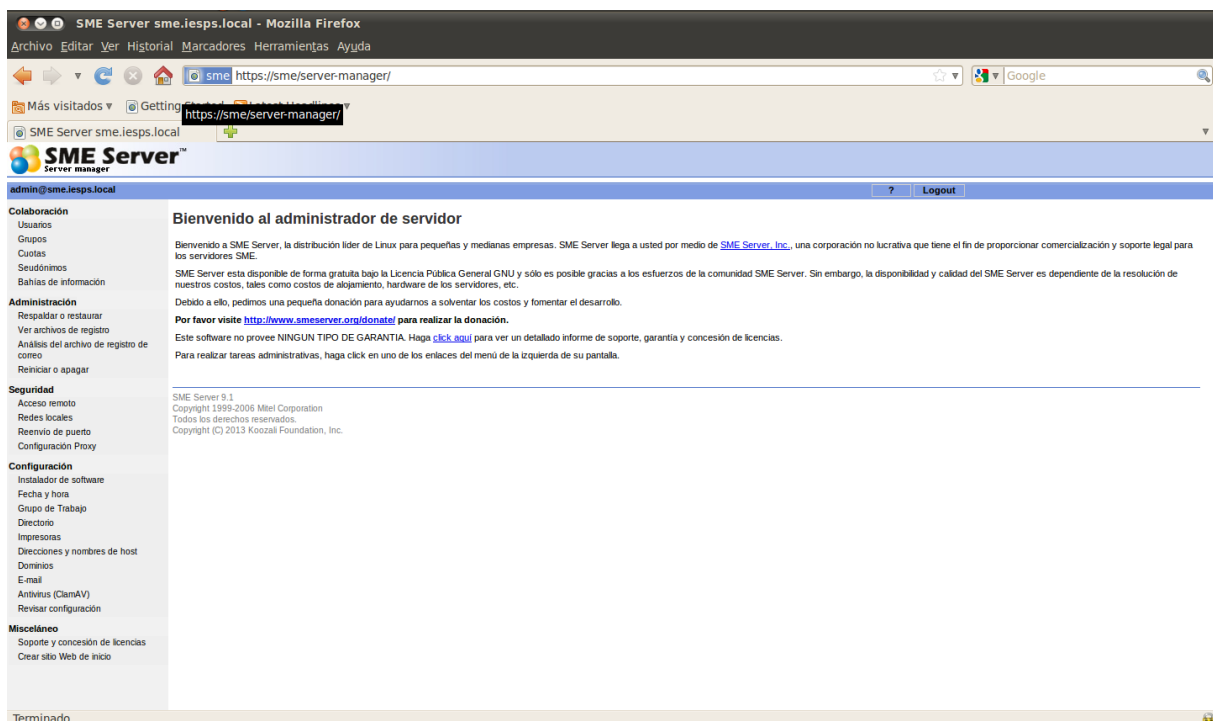 SME Server sme.iesps.local - Mozilla Firefox
Archivo Editar Ver Historial Marcadores Herramientas Ayuda
sme https://sme/server-manager/
Google
Más visitados Getting Started Latest Headlines
https://sme/server-manager/
SME Server sme.iesps.local
SME Server™
Server manager
admin@sme.iesps.local ? Logout
Colaboración
Usuarios
Grupos
Cuotas
Seudónimos
Bahías de información
Administración
Respaldar o restaurar
Ver archivos de registro
Análisis del archivo de registro de
correo
Reiniciar o apagar
Seguridad
Acceso remoto
Redes locales
Reenvío de puerto
Configuración Proxy
Configuración
Instalador de software
Fecha y hora
Grupo de Trabajo
Directorio
Impresoras
Direcciones y nombres de host
Dominios
E-mail
Antivirus (ClamAV)
Revisar configuración
Misceláneo
Soporte y concesión de licencias
Crear sitio Web de inicio
Bienvenido al administrador de servidor
Bienvenido a SME Server, la distribución líder de Linux para pequeñas y medianas empresas. SME Server llega a usted por medio de SME Server, Inc., una corporación no lucrativa que tiene el fin de proporcionar comercialización y soporte legal para
los servidores SME.
SME Server esta disponible de forma gratuita bajo la Licencia Pública General GNU y sólo es posible gracias a los esfuerzos de la comunidad SME Server. Sin embargo, la disponibilidad y calidad del SME Server es dependiente de la resolución de
nuestros costos, tales como costos de alojamiento, hardware de los servidores, etc.
Debido a ello, pedimos una pequeña donación para ayudarnos a solventar los costos y fomentar el desarrollo.
Por favor visite http://www.smeserver.org/donate/ para realizar la donación.
Este software no provee NINGUN TIPO DE GARANTIA. Haga click aquí para ver un detallado informe de soporte, garantía y concesión de licencias.
Para realizar tareas administrativas, haga click en uno de los enlaces del menú de la izquierda de su pantalla.
SME Server 9.1
Copyright 1999-2006 Mitel Corporation
Todos los derechos reservados.
Copyright (C) 2013 Koozali Foundation, Inc.
Terminado